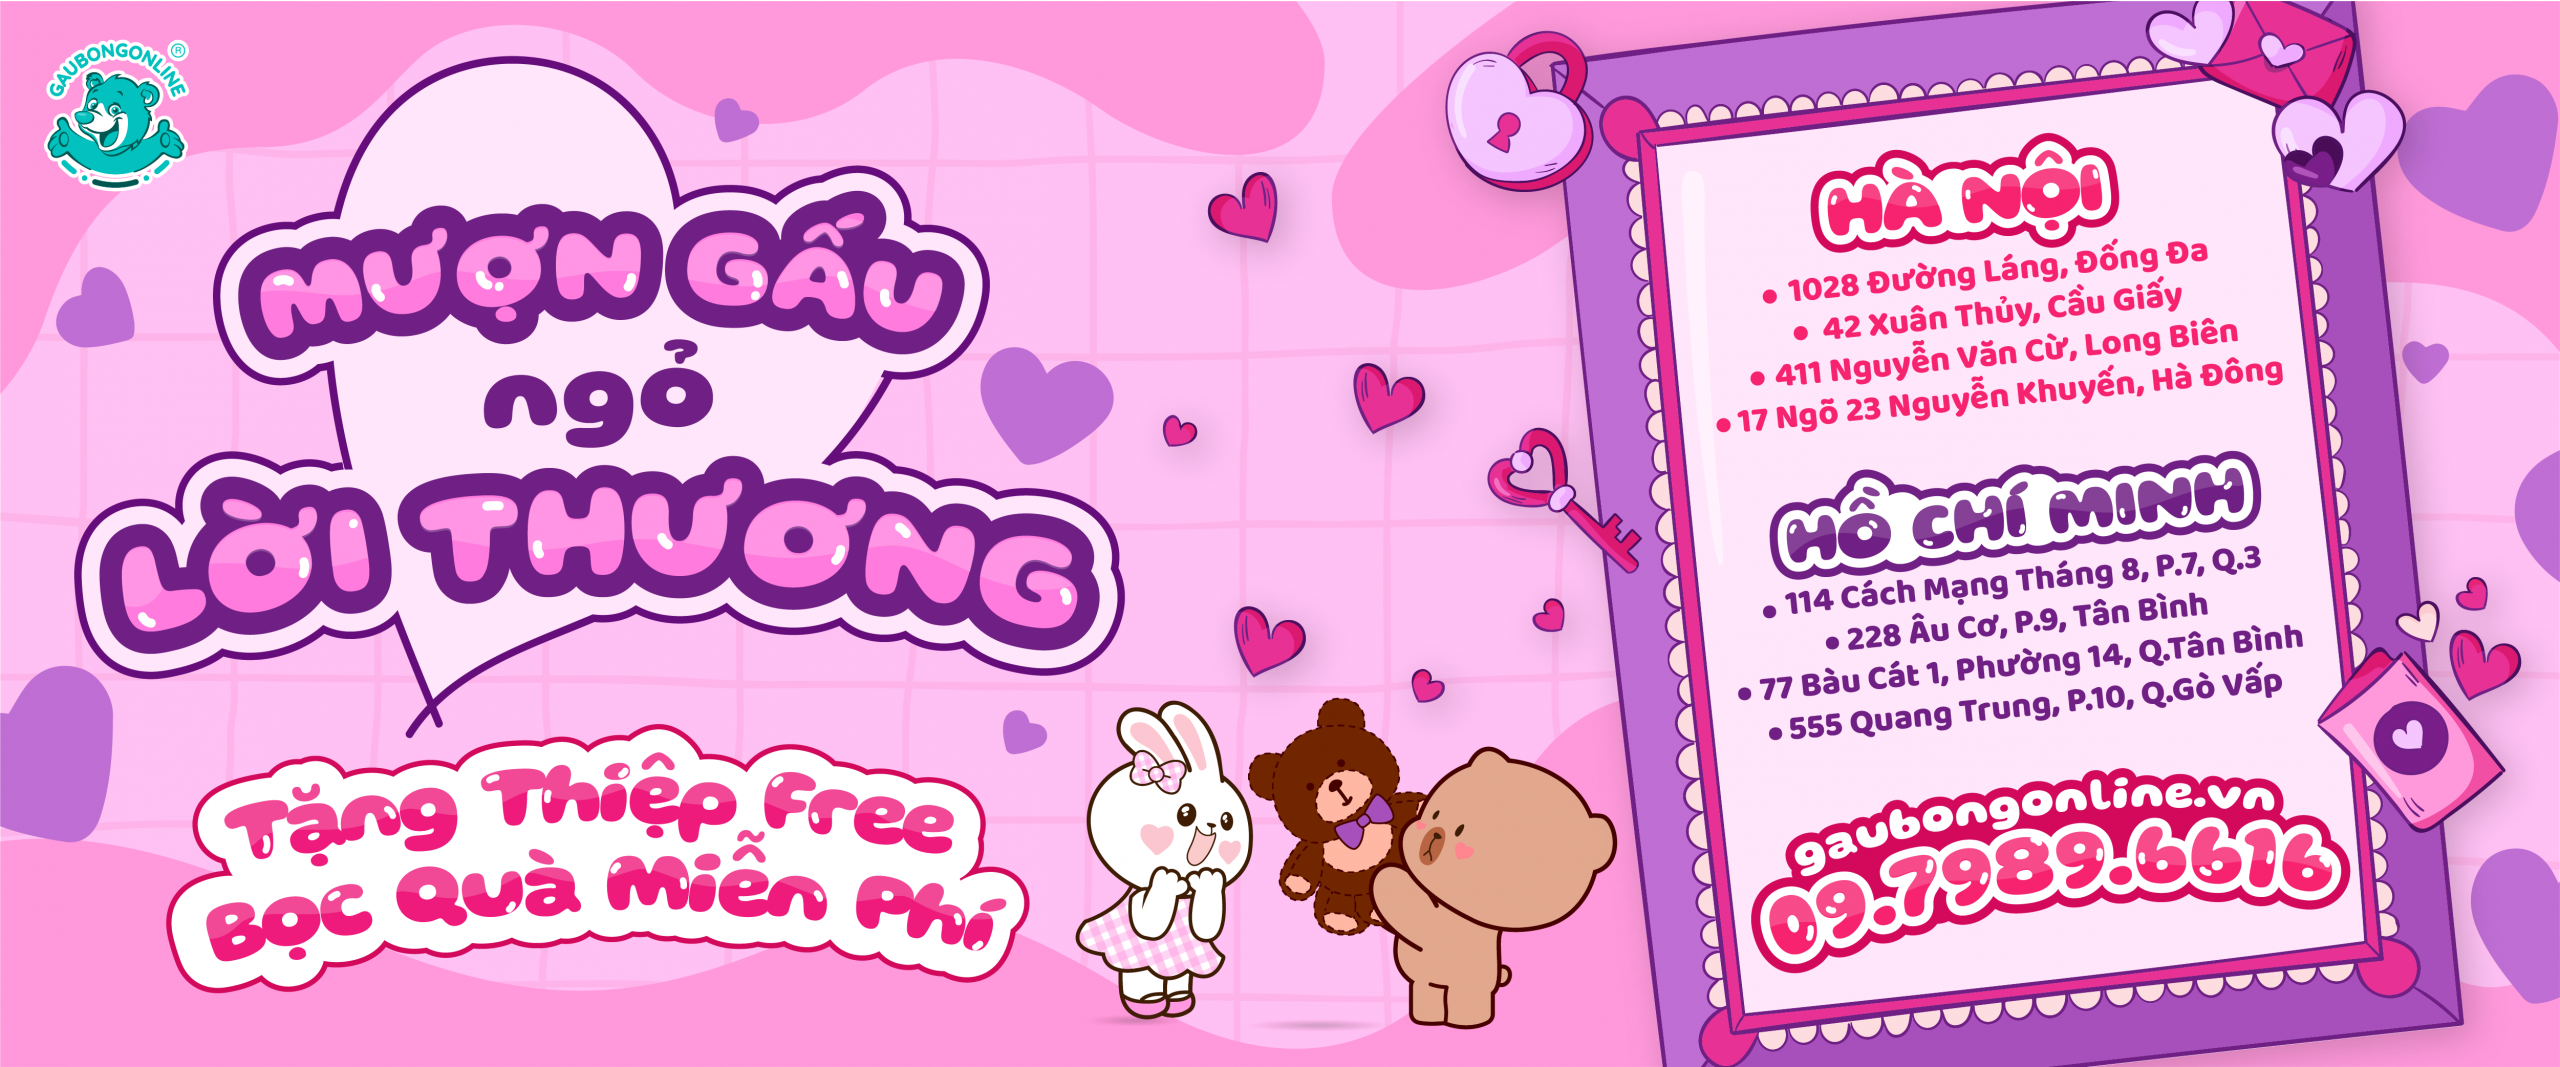 GAUBONGONLINE ®
MƯỢN GẤU
ngỏ
LỜI THƯƠNG
Tặng Thiệp Free
Bọc Quà Miễn Phí
HÀ NỘI
• 1028 Đường Láng, Đống Đa
• 42 Xuân Thủy, Cầu Giấy
• 411 Nguyễn Văn Cừ, Long Biên
• 17 Ngõ 23 Nguyễn Khuyến, Hà Đông
HỒ CHÍ MINH
• 114 Cách Mạng Tháng 8, P.7, Q.3
• 228 Âu Cơ, P.9, Tân Bình
• 77 Bàu Cát 1, Phường 14, Q.Tân Bình
• 555 Quang Trung, P.10, Q.Gò Vấp
gaubongonline.vn
09.7989.6616